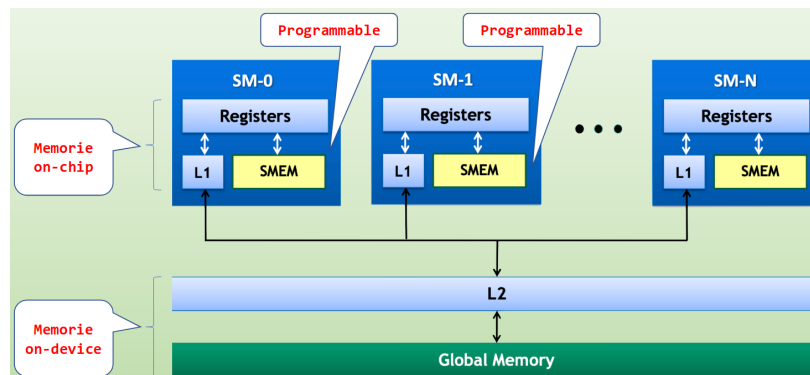 Programmable
Programmable
SM-0
SM-1
SM-N
Registers
Registers
Registers
Memorie
on-chip
L1
SMEM
L1
SMEM
L1
SMEM
L2
Memorie
on-device
Global Memory